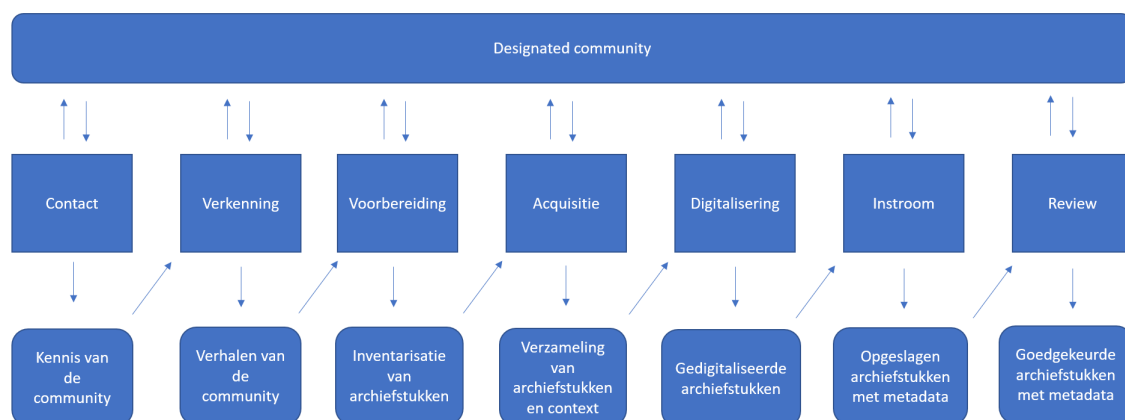 Designated community
Contact
Verkenning
Voorbereiding
Acquisitie
Digitalisering
Instroom
Review
Kennis van
de
community
Verhalen van
de
community
Inventarisatie
van
archiefstukken
Verzameling
van
archiefstukken
en context
Gedigitaliseerde
archiefstukken
Opgeslagen
archiefstukken
met metadata
Goedgekeurde
archiefstukken
met metadata